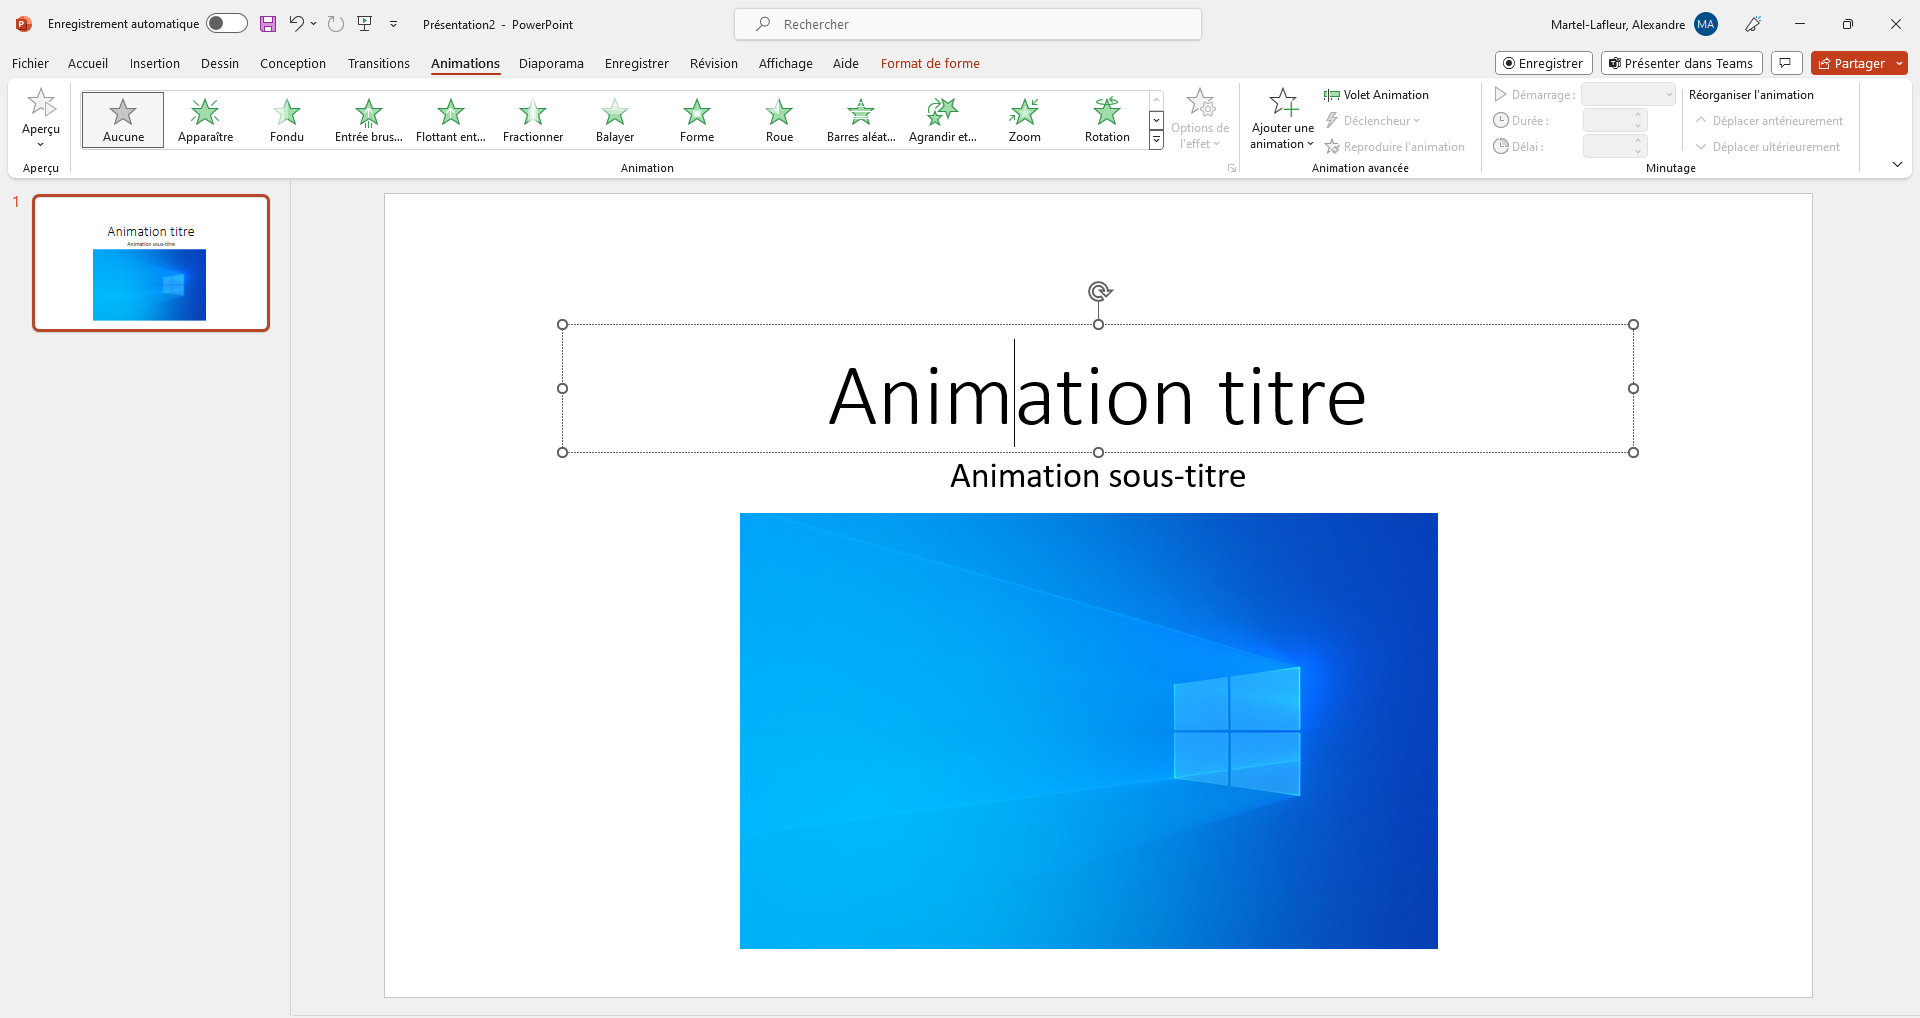 Enregistrement automatique
Présentation2 - PowerPoint
Rechercher
Martel-Lafleur, Alexandre
MA
Fichier Accueil Insertion Dessin Conception Transitions Animations Diaporama Enregistrer Révision Affichage Aide Format de forme
Enregistrer
Présenter dans Teams
Partager
Aperçu
Aperçu
Aucune Apparaître Fondu Entrée brus... Flottant ent... Fractionner Balayer Forme Roue Barres aléat... Agrandir et... Zoom Rotation
Animation
Options de
l'effet
Ajouter une
animation
Volet Animation
Déclencheur
Reproduire l'animation
Animation avancée
Démarrage :
Durée :
Délai :
Réorganiser l'animation
Déplacer antérieurement
Déplacer ultérieurement
Minutage
1
Animation titre
Animation sous-titre
Animation titre
Animation sous-titre